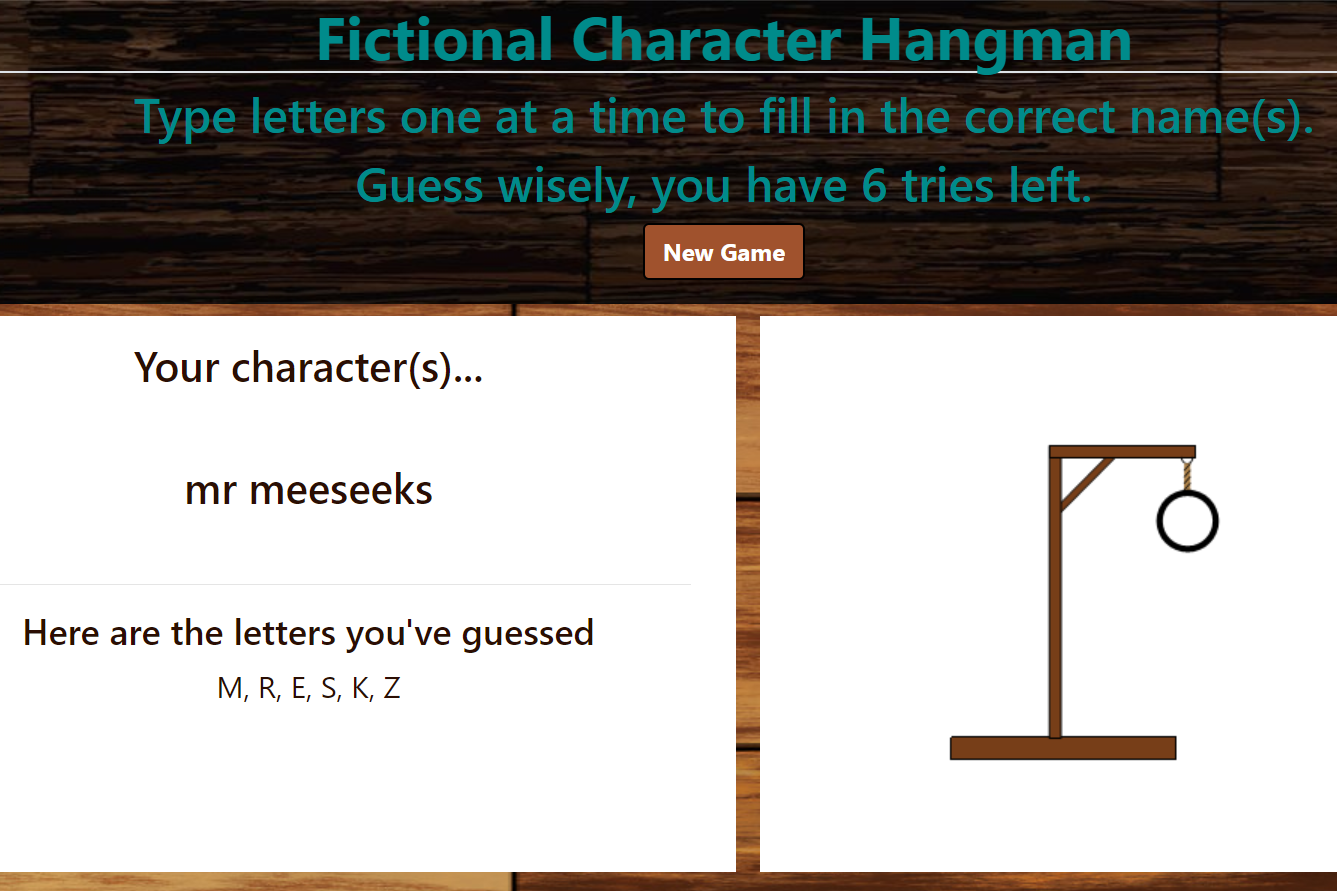 Fictional Character Hangman
Type letters one at a time to fill in the correct name(s).
Guess wisely, you have 6 tries left.
New Game
Your character(s)...
mr meeseeks
Here are the letters you've guessed
M, R, E, S, K, Z